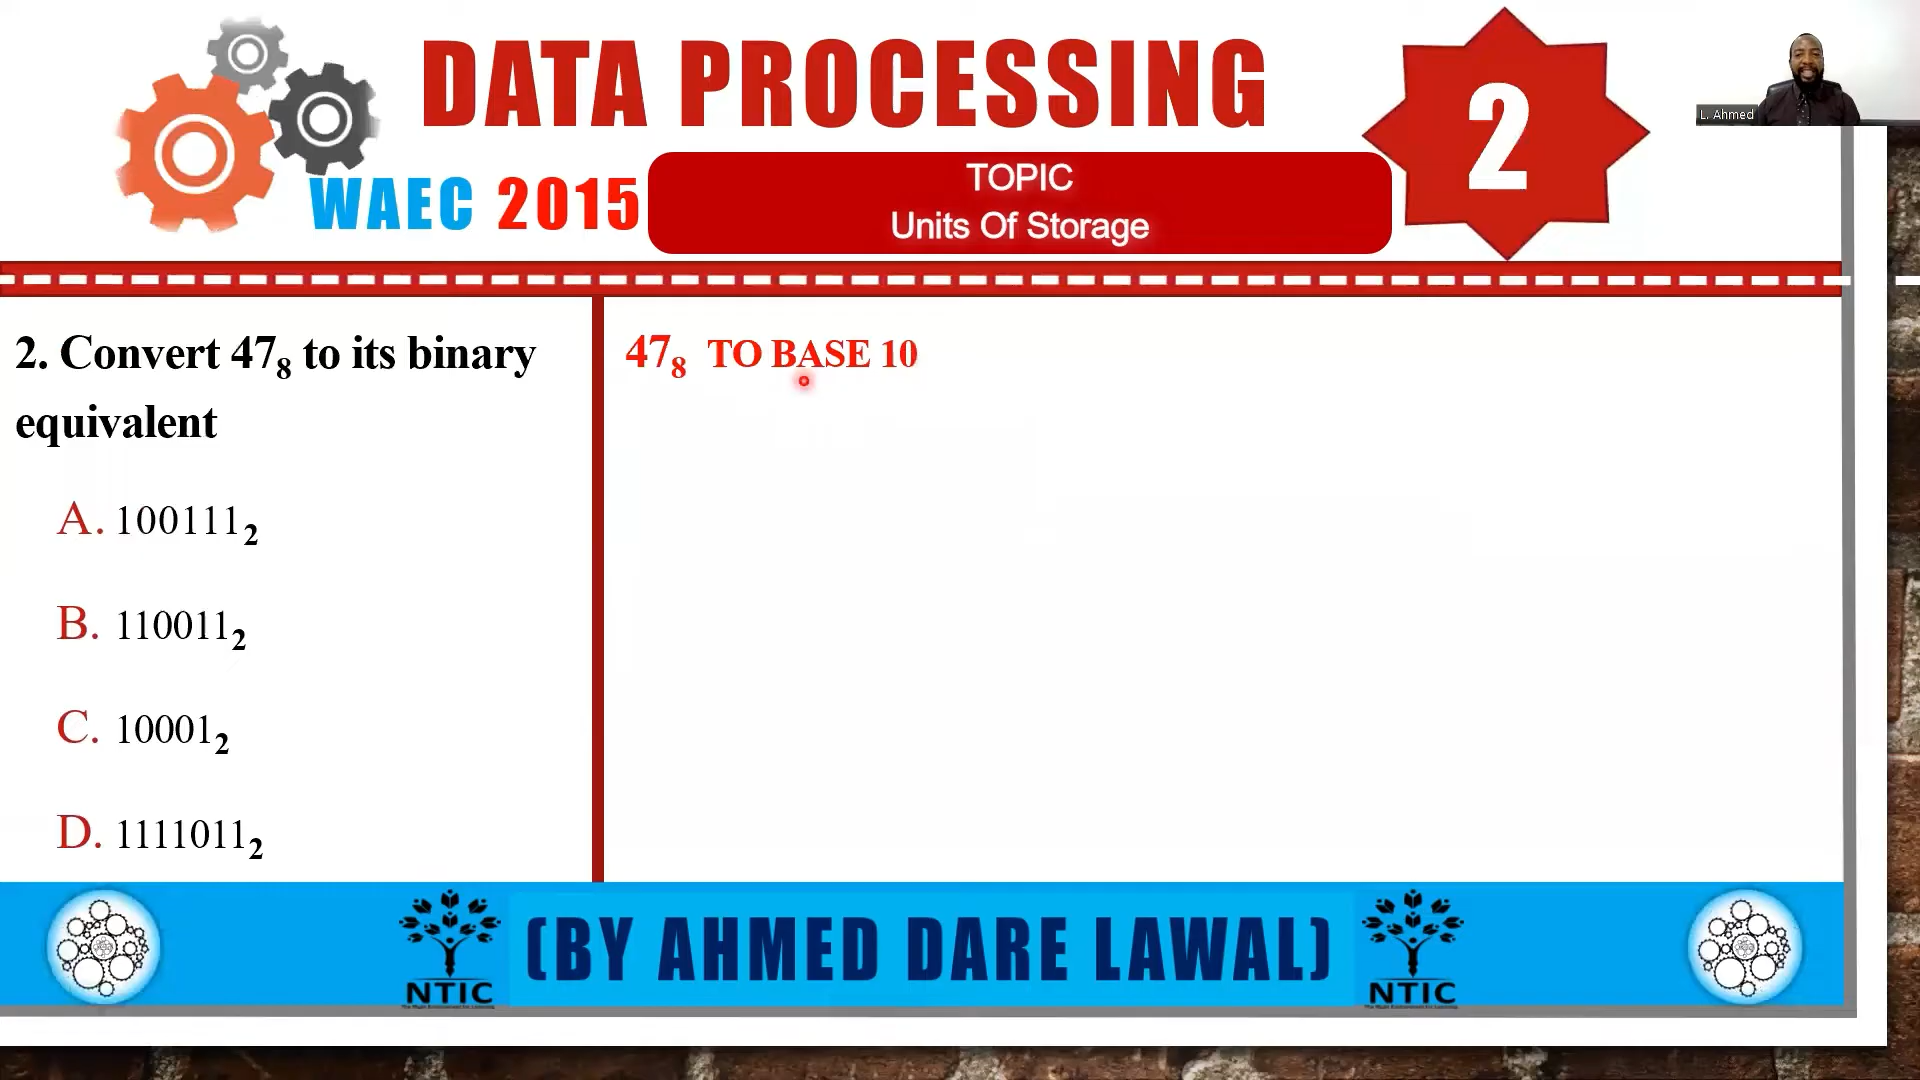 DATA PROCESSING
2
L. Ahmed
WAEC 2015
TOPIC
Units Of Storage
2. Convert 47₈ to its binary
equivalent
A. 100111₂
B. 110011₂
C. 10001₂
D. 1111011₂
47₈ TO BASE 10
(BY AHMED DARE LAWAL)
NTIC
NTIC